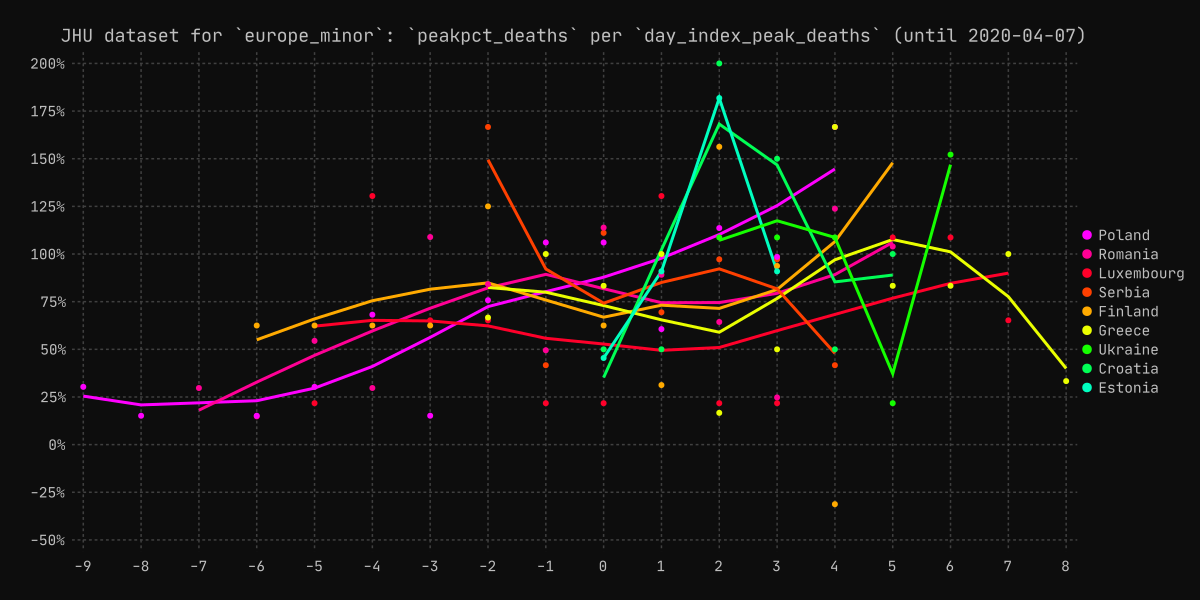 JHU dataset for `europe_minor`: `peakpct_deaths` per `day_index_peak_deaths` (until 2020-04-07)
200%
175%
150%
125%
100%
75%
50%
25%
0%
-25%
-50%
-9 -8 -7 -6 -5 -4 -3 -2 -1 0 1 2 3 4 5 6 7 8
Poland
Romania
Luxembourg
Serbia
Finland
Greece
Ukraine
Croatia
Estonia